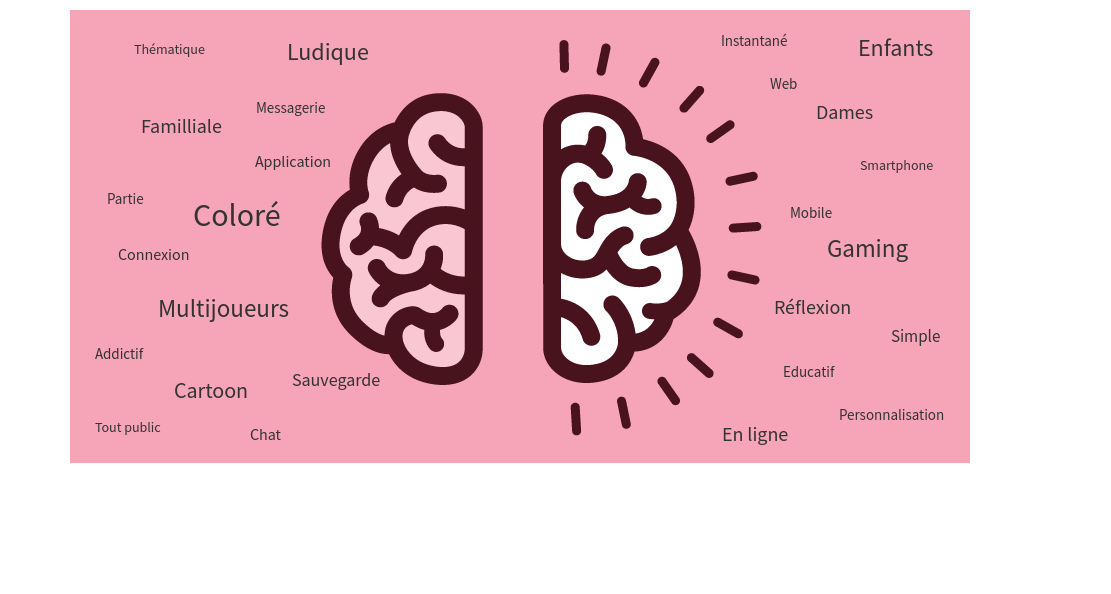 Thématique
Ludique
Messagerie
Familliale
Application
Partie
Coloré
Connexion
Multijoueurs
Addictif
Sauvegarde
Cartoon
Tout public
Chat
Instantané
Enfants
Web
Dames
Smartphone
Mobile
Gaming
Réflexion
Simple
Educatif
Personnalisation
En ligne